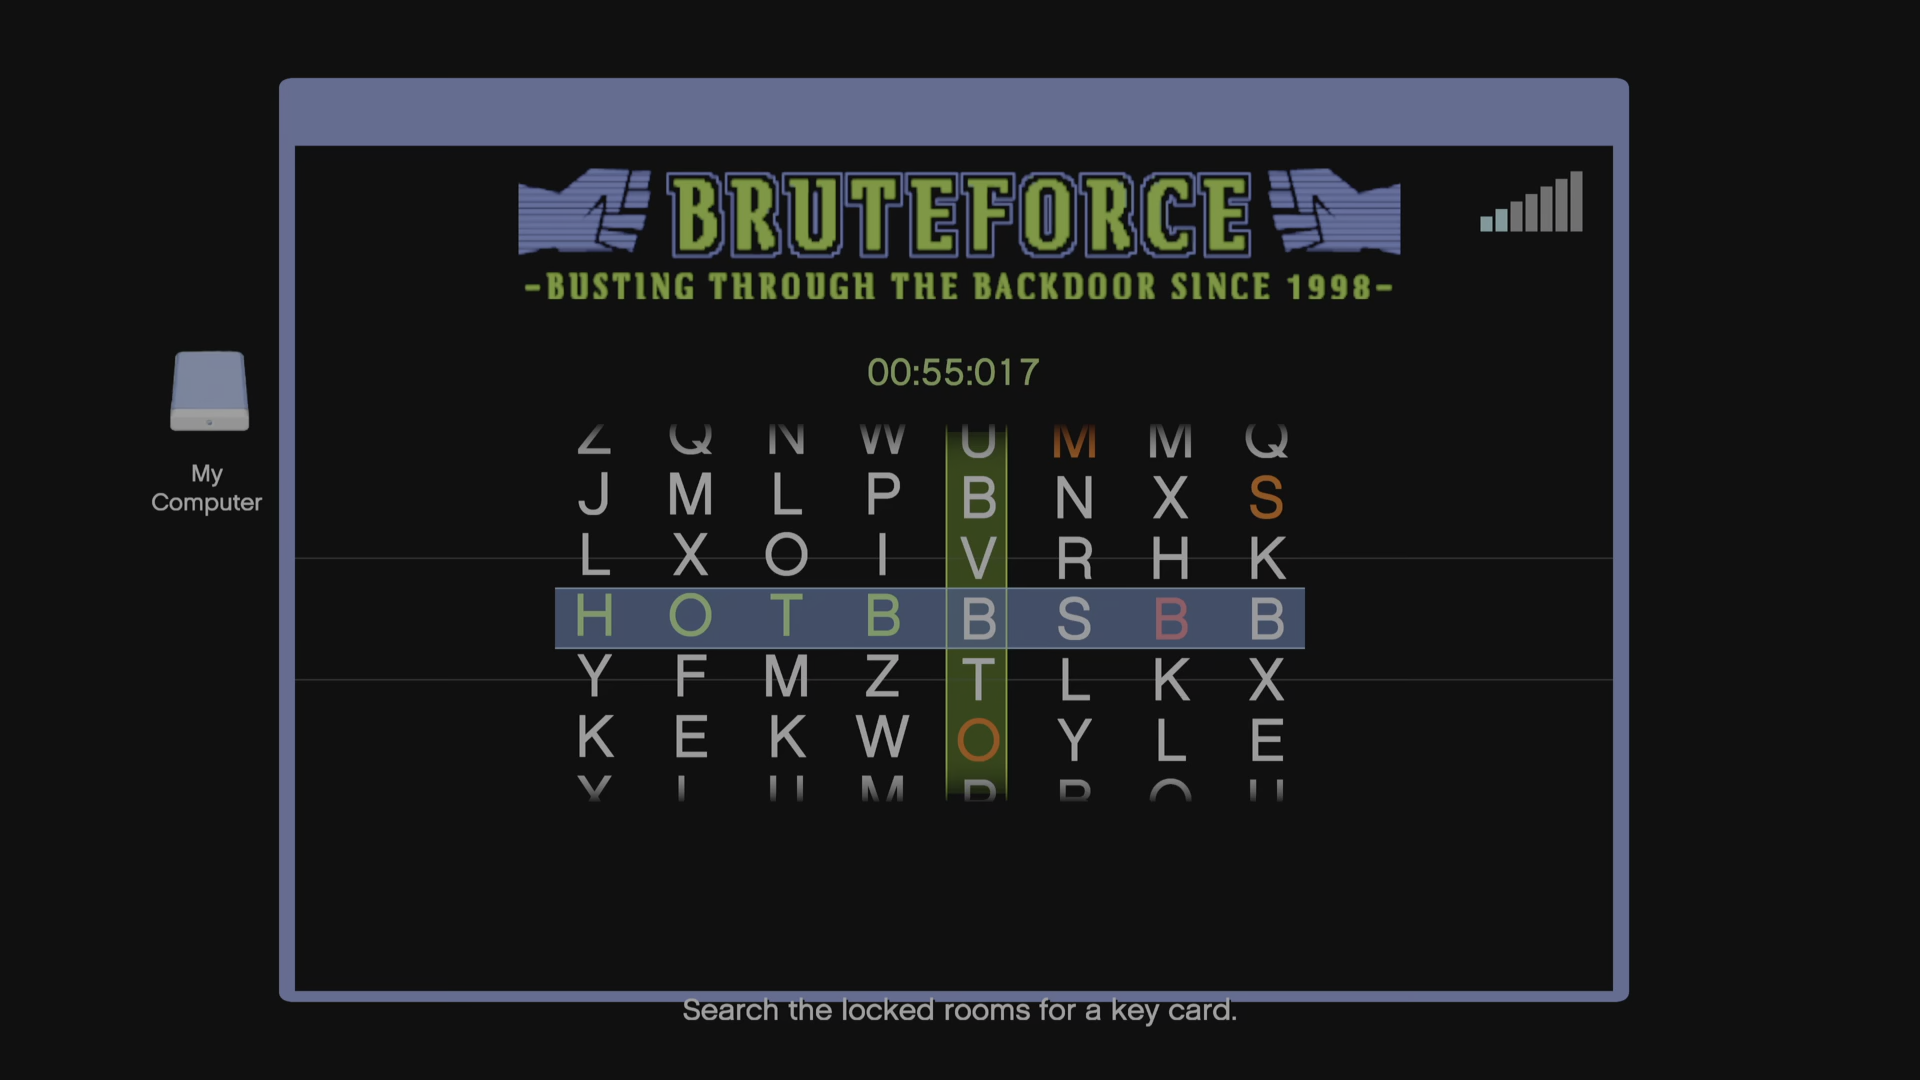 BRUTEFORCE
-BUSTING THROUGH THE BACKDOOR SINCE 1998-
00:55:017
My
Computer
Z Q N W U M M Q
J M L P B N X S
L X O I V R H K
H O T B B S B B
Y F M Z T L K X
K E K W O Y L E
Search the locked rooms for a key card.